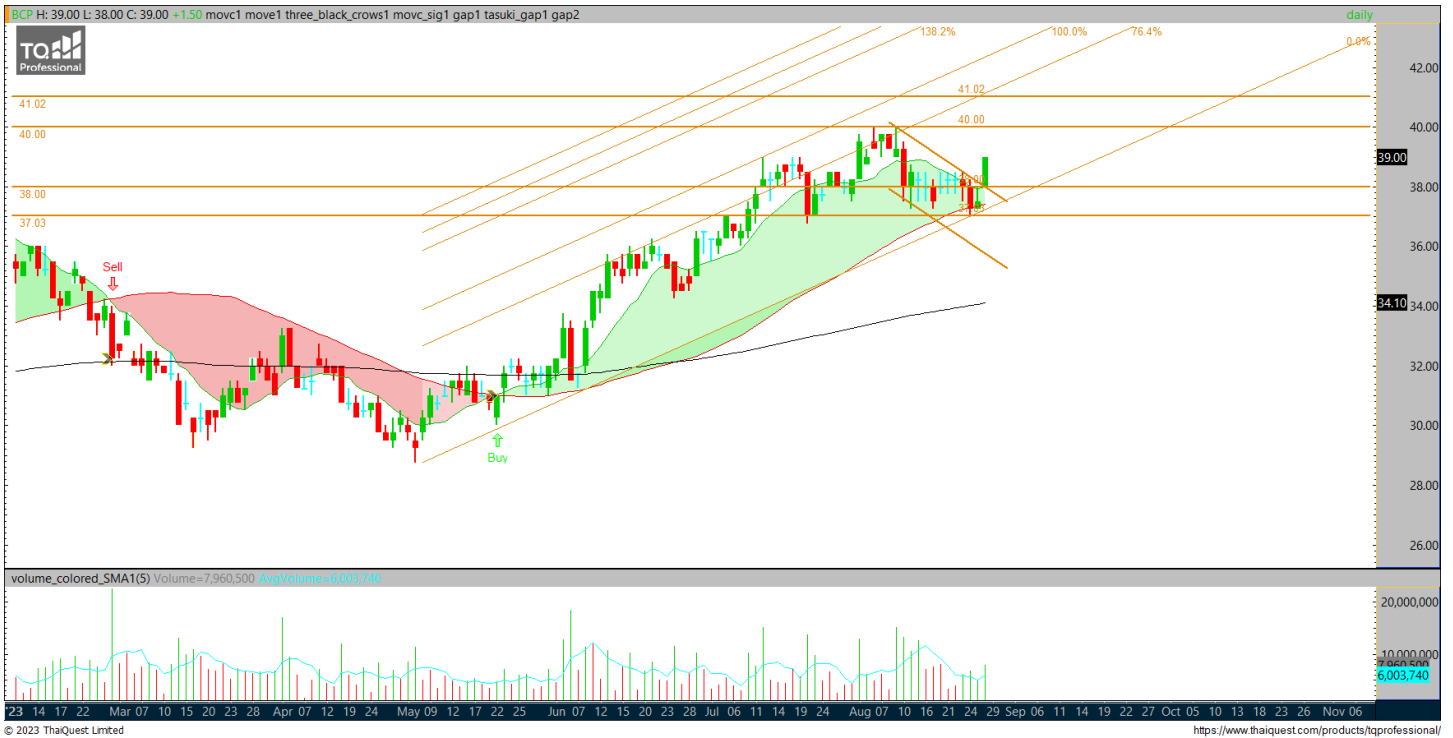 BCP H: 39.00 L: 38.00 C: 39.00 +1.50 movc1 move1 three_black_crows1 movc_sig1 gap1 tasuki_gap1 gap2
daily
TQ
Professional
138.2%
100.0%
76.4%
0.0%
42.00
41.02
41.02
40.00
40.00
40.00
39.00
38.00
38.00
37.03
36.00
Sell
34.10
34.00
32.00
30.00
Buy
28.00
26.00
volume_colored_SMA1(5) Volume=7,960,500 AvgVolume=6,003,740
20,000,000
10,000,000
7,960,500
6,003,740
'23 14 17 22 Mar 07 10 15 20 23 28 Apr 07 12 19 24 May 09 12 17 22 25 Jun 07 12 15 20 23 28 Jul 06 11 14 19 24 Aug 07 10 16 21 24 29 Sep 06 11 14 19 22 27 Oct 05 10 13 18 23 26 Nov 06
© 2023 ThaiQuest Limited
https://www.thaiquest.com/products/tqprofessional/